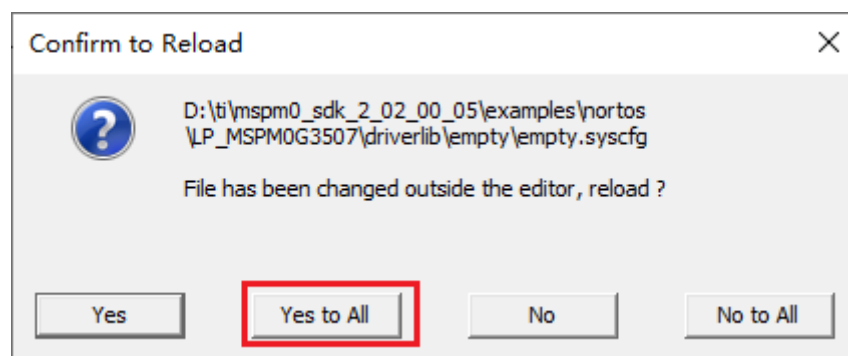 Confirm to Reload
D:\ti\mspm0_sdk_2_02_00_05\examples\nortos
\LP_MSPM0G3507\driverlib\empty\empty.syscfg
File has been changed outside the editor, reload ?
Yes
Yes to All
No
No to All